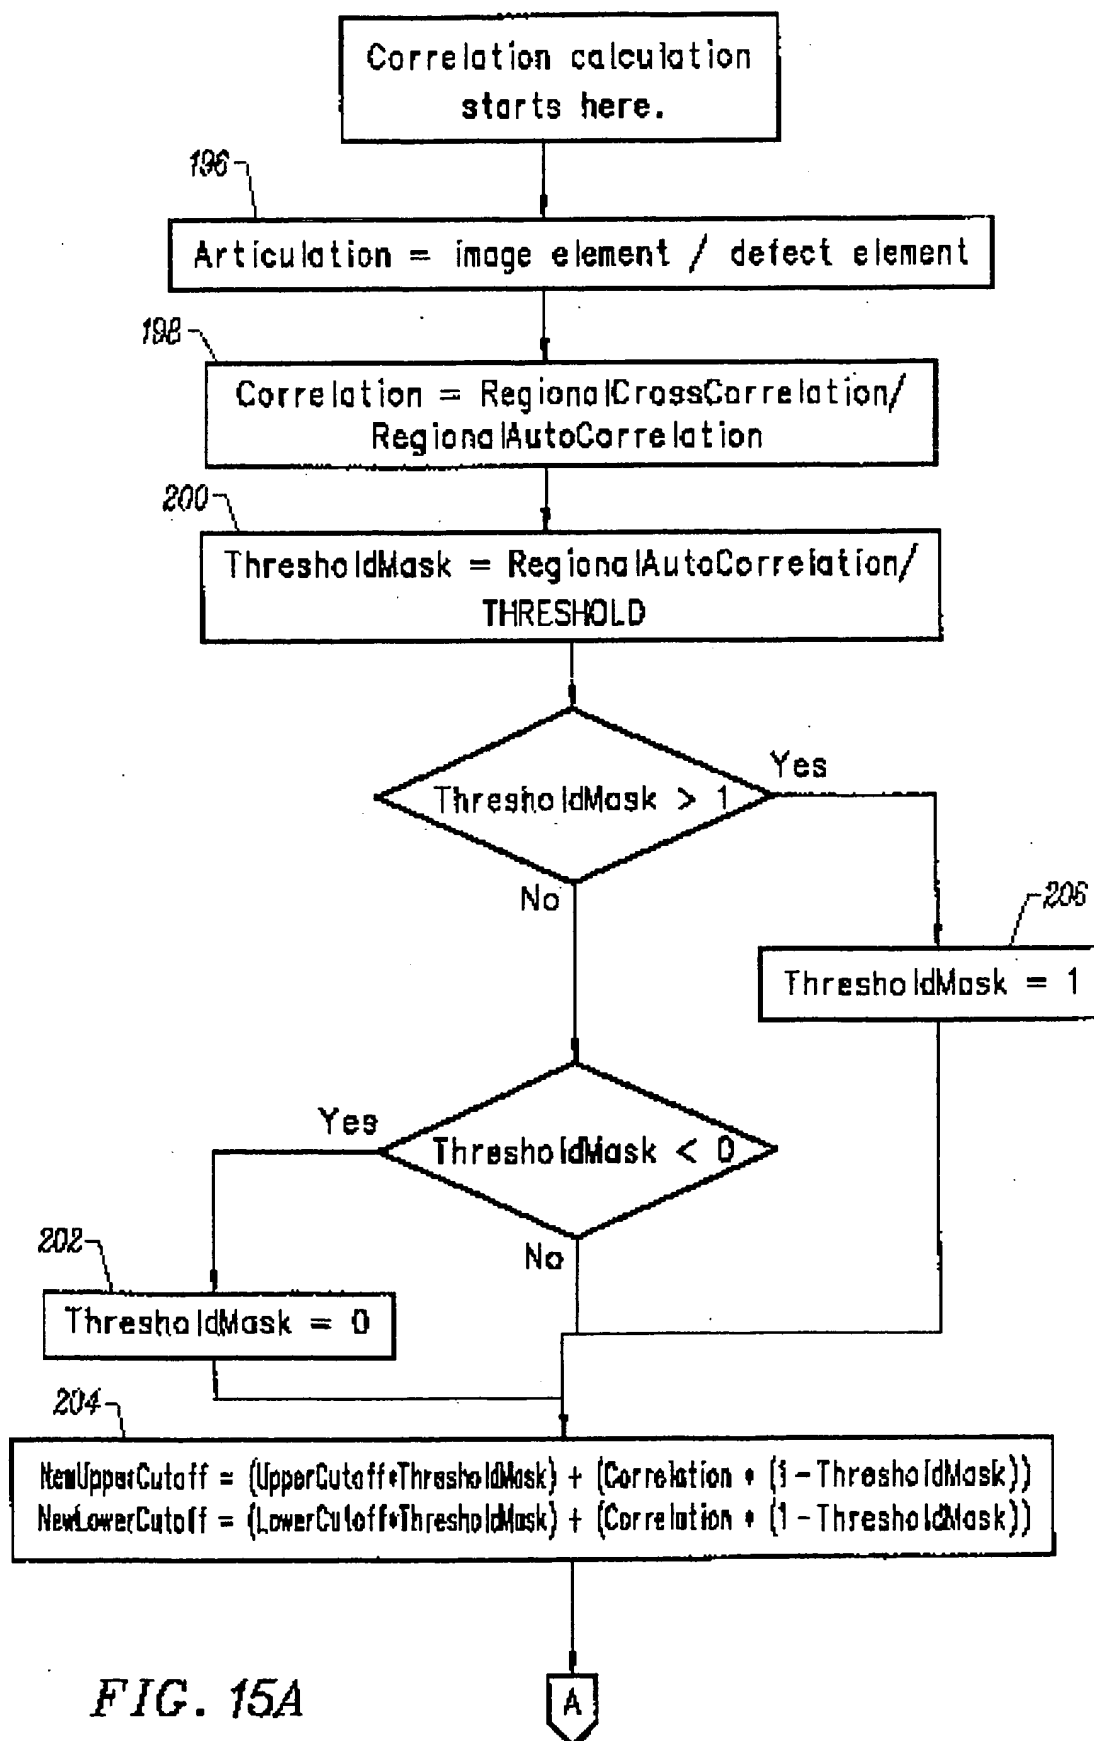 Correlation calculation
starts here.
196
Articulation = image element / defect element
198
Correlation = RegionalCrossCorrelation/
RegionalAutoCorrelation
200
ThresholdMask = RegionalAutoCorrelation/
THRESHOLD
ThresholdMask > 1
Yes
No
206
ThresholdMask = 1
ThresholdMask < 0
Yes
No
202
ThresholdMask = 0
204
NewUpperCutoff = (UpperCutoff*ThresholdMask) + (Correlation * (1-ThresholdMask))
NewLowerCutoff = (LowerCutoff*ThresholdMask) + (Correlation * (1-ThresholdMask))
FIG. 15A
A